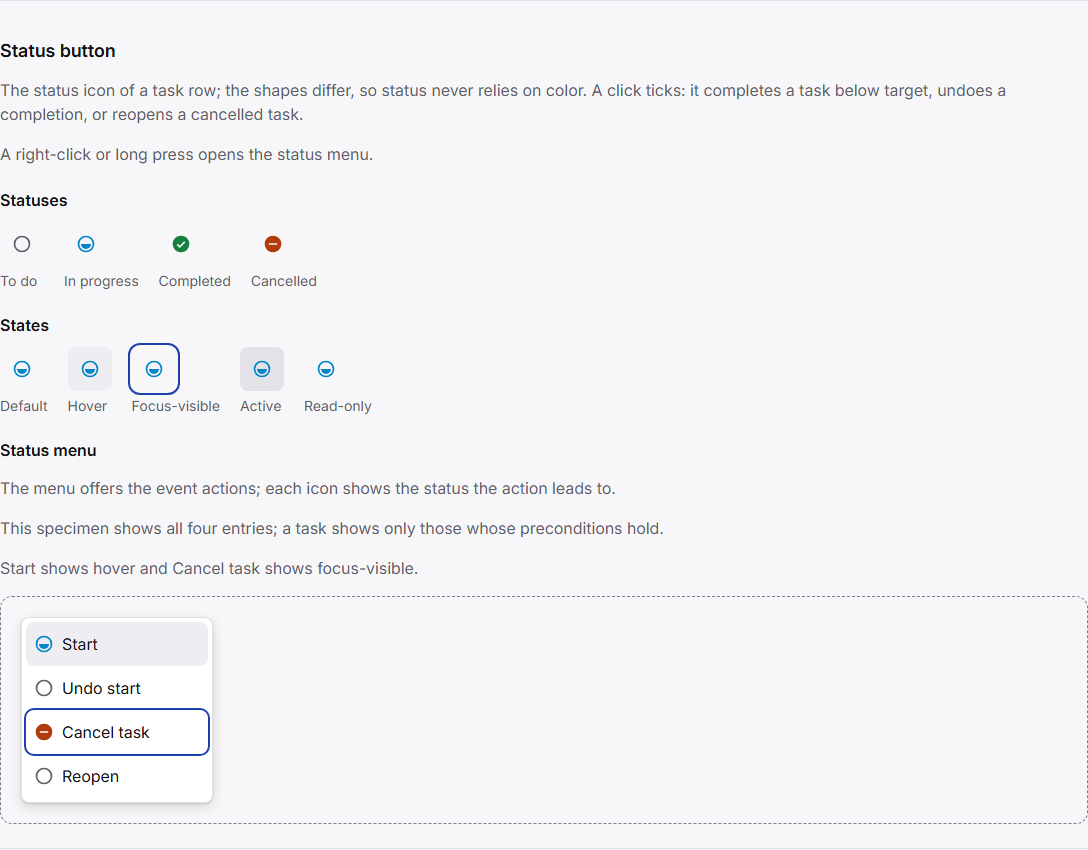 Status button
The status icon of a task row; the shapes differ, so status never relies on color. A click ticks: it completes a task below target, undoes a
completion, or reopens a cancelled task.
A right-click or long press opens the status menu.
Statuses
To do
In progress
Completed
Cancelled
States
Default
Hover
Focus-visible
Active
Read-only
Status menu
The menu offers the event actions; each icon shows the status the action leads to.
This specimen shows all four entries; a task shows only those whose preconditions hold.
Start shows hover and Cancel task shows focus-visible.
Start
Undo start
Cancel task
Reopen